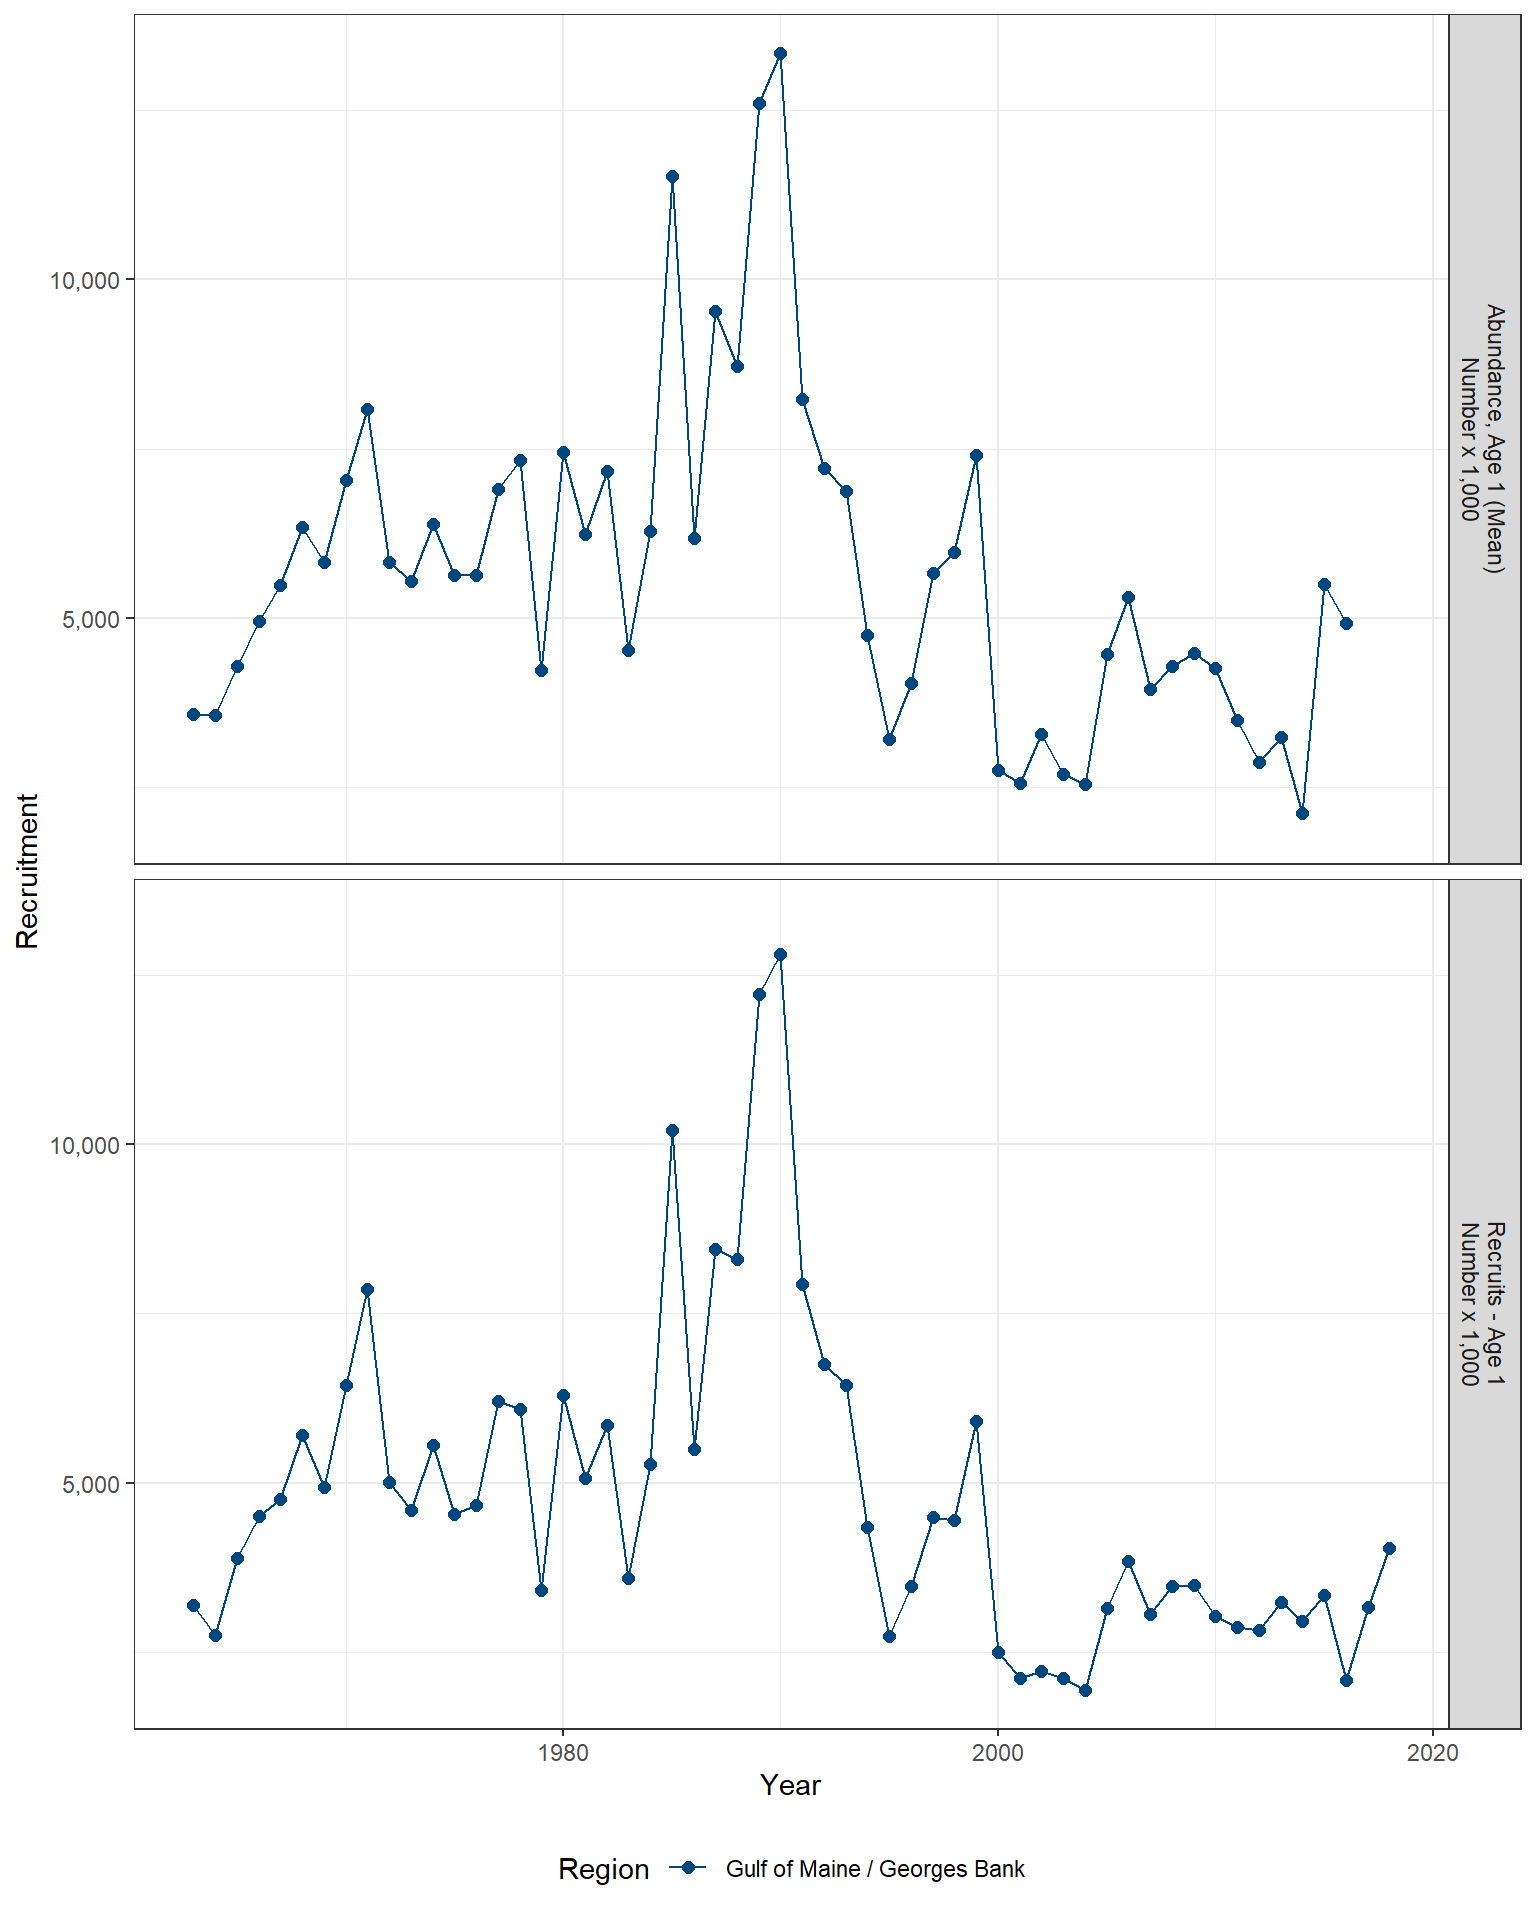 Recruitment
10,000
5,000
Abundance, Age 1 (Mean)
Number x 1,000
10,000
5,000
Recruits - Age 1
Number x 1,000
1980
2000
2020
Year
Region
Gulf of Maine / Georges Bank